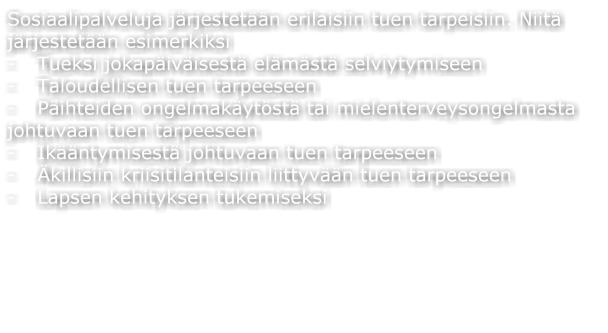 Sosiaalipalveluja järjestetään erilaisiin tuen tarpeisiin. Niitä
järjestetään esimerkiksi
- Tueksi jokapäiväisestä elämästä selviytymiseen
- Taloudellisen tuen tarpeeseen
- Päihteiden ongelmakäytöstä tai mielenterveysongelmasta
johtuvaan tuen tarpeeseen
- Ikääntymisestä johtuvaan tuen tarpeeseen
- Äkillisiin kriisitilanteisiin liittyvään tuen tarpeeseen
- Lapsen kehityksen tukemiseksi